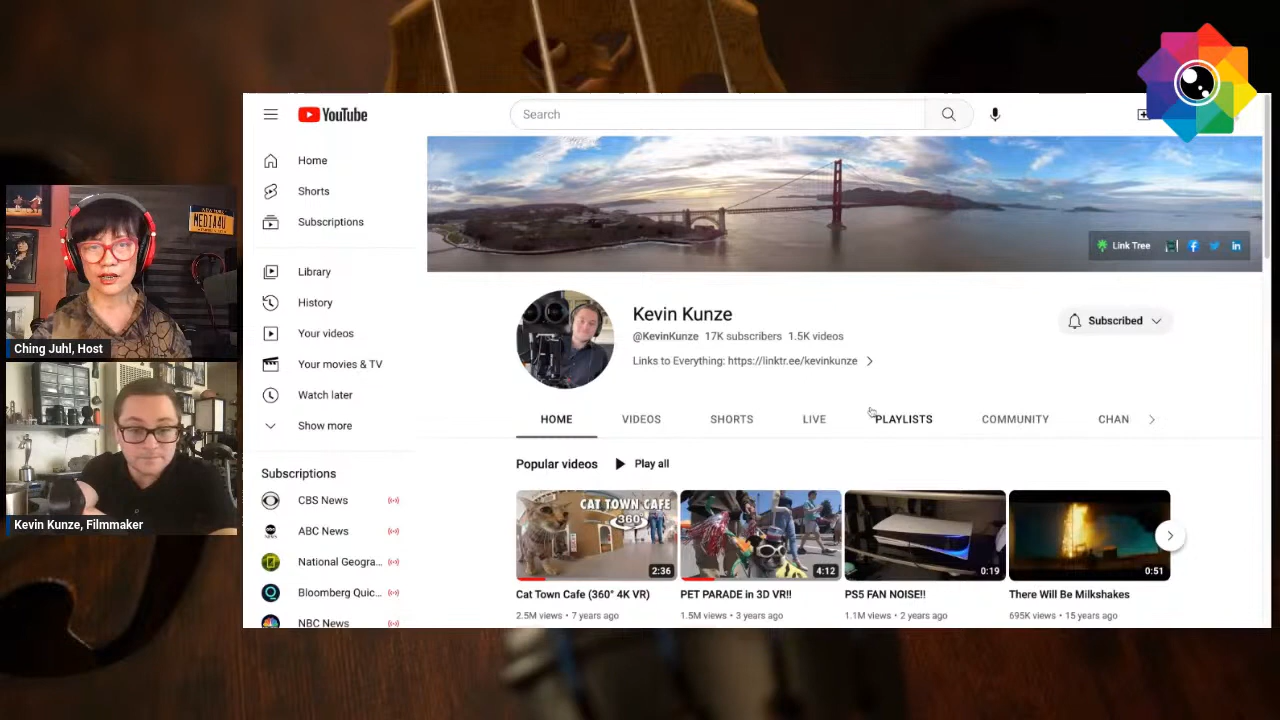 YouTube
Search
Home
Shorts
Subscriptions
Library
History
Your videos
Your movies & TV
Watch later
Show more
Subscriptions
CBS News
ABC News
National Geogra...
Bloomberg Quic...
NBC News
Link Tree
Kevin Kunze
@KevinKunze 17K subscribers 1.5K videos
Links to Everything: https://linktr.ee/kevinkunze
Subscribed
HOME VIDEOS SHORTS LIVE PLAYLISTS COMMUNITY CHAN
Popular videos Play all
CAT TOWN CAFE
360
2:36
4:12
0:19
0:51
Cat Town Cafe (360° 4K VR)
2.5M views • 7 years ago
PET PARADE in 3D VR!!
1.5M views • 3 years ago
PS5 FAN NOISE!!
1.1M views • 2 years ago
There Will Be Milkshakes
695K views • 15 years ago
MEDIA4U
Ching Juhl, Host
Kevin Kunze, Filmmaker